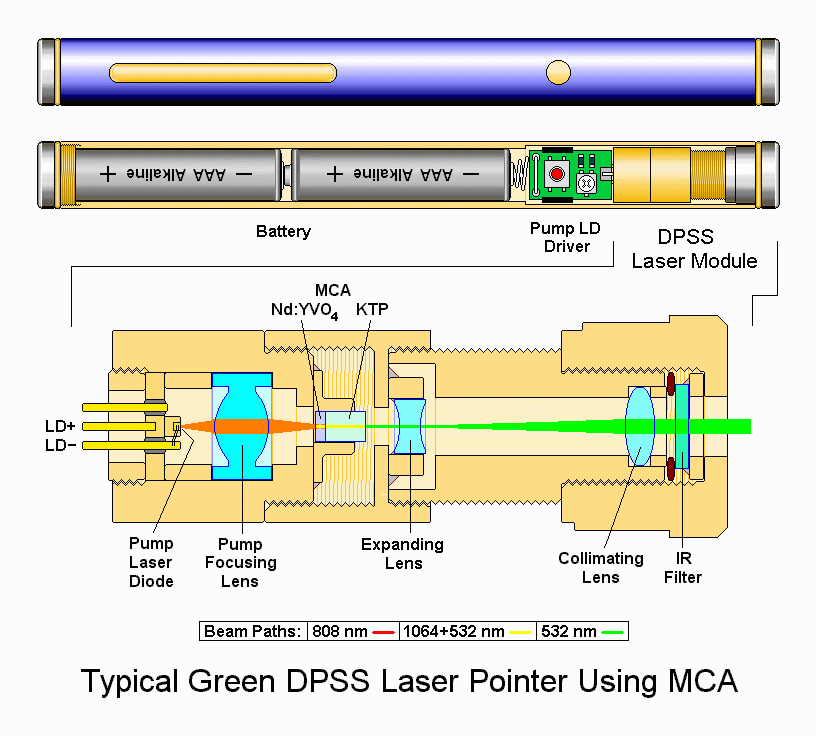 + AAA Alkaline − + AAA Alkaline −
Battery
Pump LD
Driver
DPSS
Laser Module
MCA
Nd:YVO4 KTP
LD+
LD−
Pump
Laser
Diode
Pump
Focusing
Lens
Expanding
Lens
Collimating
Lens
IR
Filter
Beam Paths: 808 nm 1064+532 nm 532 nm
Typical Green DPSS Laser Pointer Using MCA